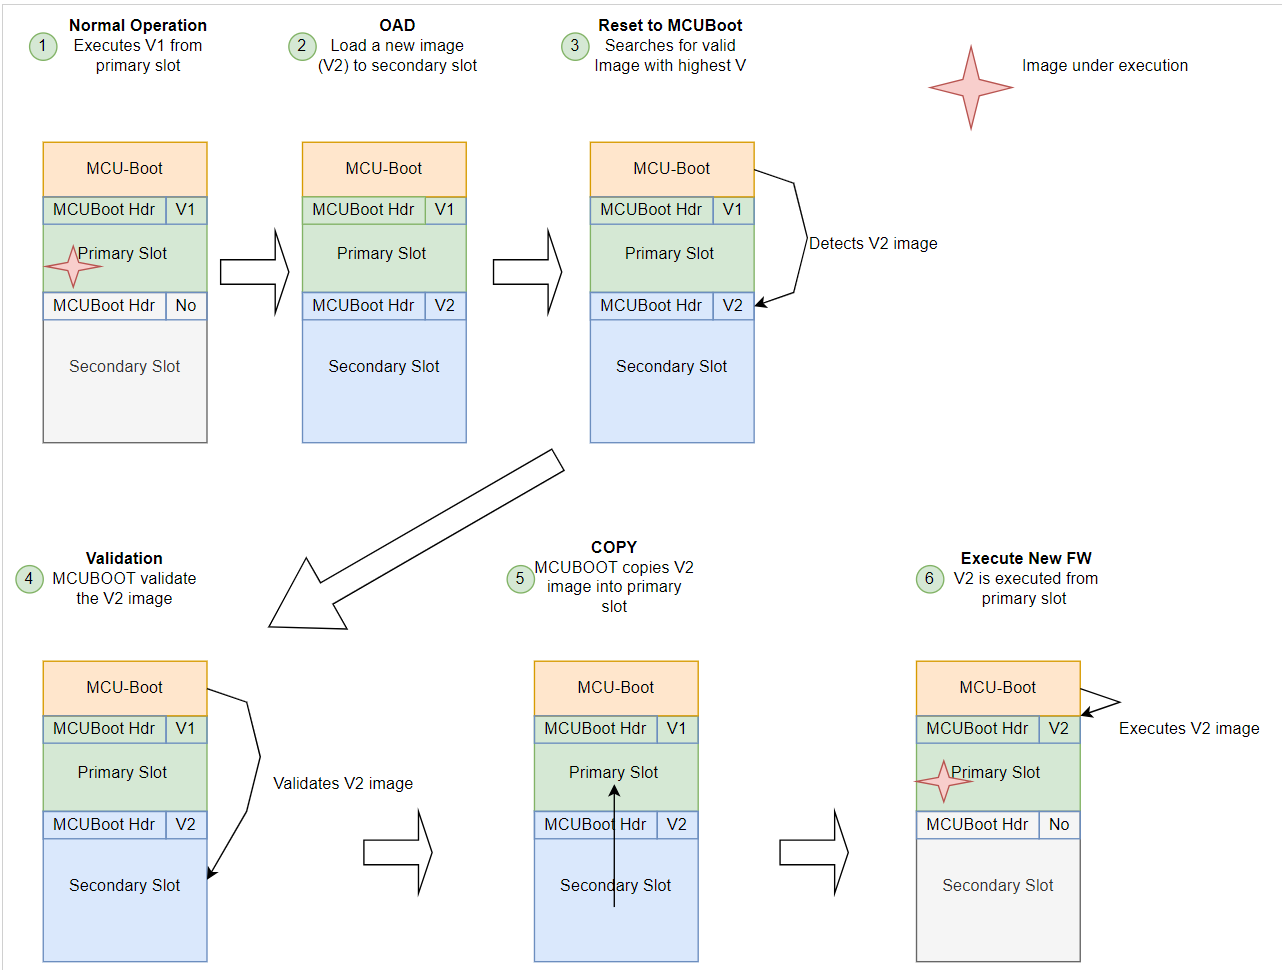 1
Normal Operation
Executes V1 from
primary slot
2
OAD
Load a new image
(V2) to secondary slot
3
Reset to MCUBoot
Searches for valid
Image with highest V
Image under execution
MCU-Boot
MCUBoot Hdr V1
Primary Slot
MCUBoot Hdr No
Secondary Slot
MCU-Boot
MCUBoot Hdr V1
Primary Slot
MCUBoot Hdr V2
Secondary Slot
MCU-Boot
MCUBoot Hdr V1
Primary Slot
MCUBoot Hdr V2
Secondary Slot
Detects V2 image
4
Validation
MCUBOOT validate
the V2 image
5
COPY
MCUBOOT copies V2
image into primary
slot
6
Execute New FW
V2 is executed from
primary slot
MCU-Boot
MCUBoot Hdr V1
Primary Slot
MCUBoot Hdr V2
Secondary Slot
Validates V2 image
MCU-Boot
MCUBoot Hdr V1
Primary Slot
MCUBoot Hdr V2
Secondary Slot
MCU-Boot
MCUBoot Hdr V2
Primary Slot
MCUBoot Hdr No
Secondary Slot
Executes V2 image